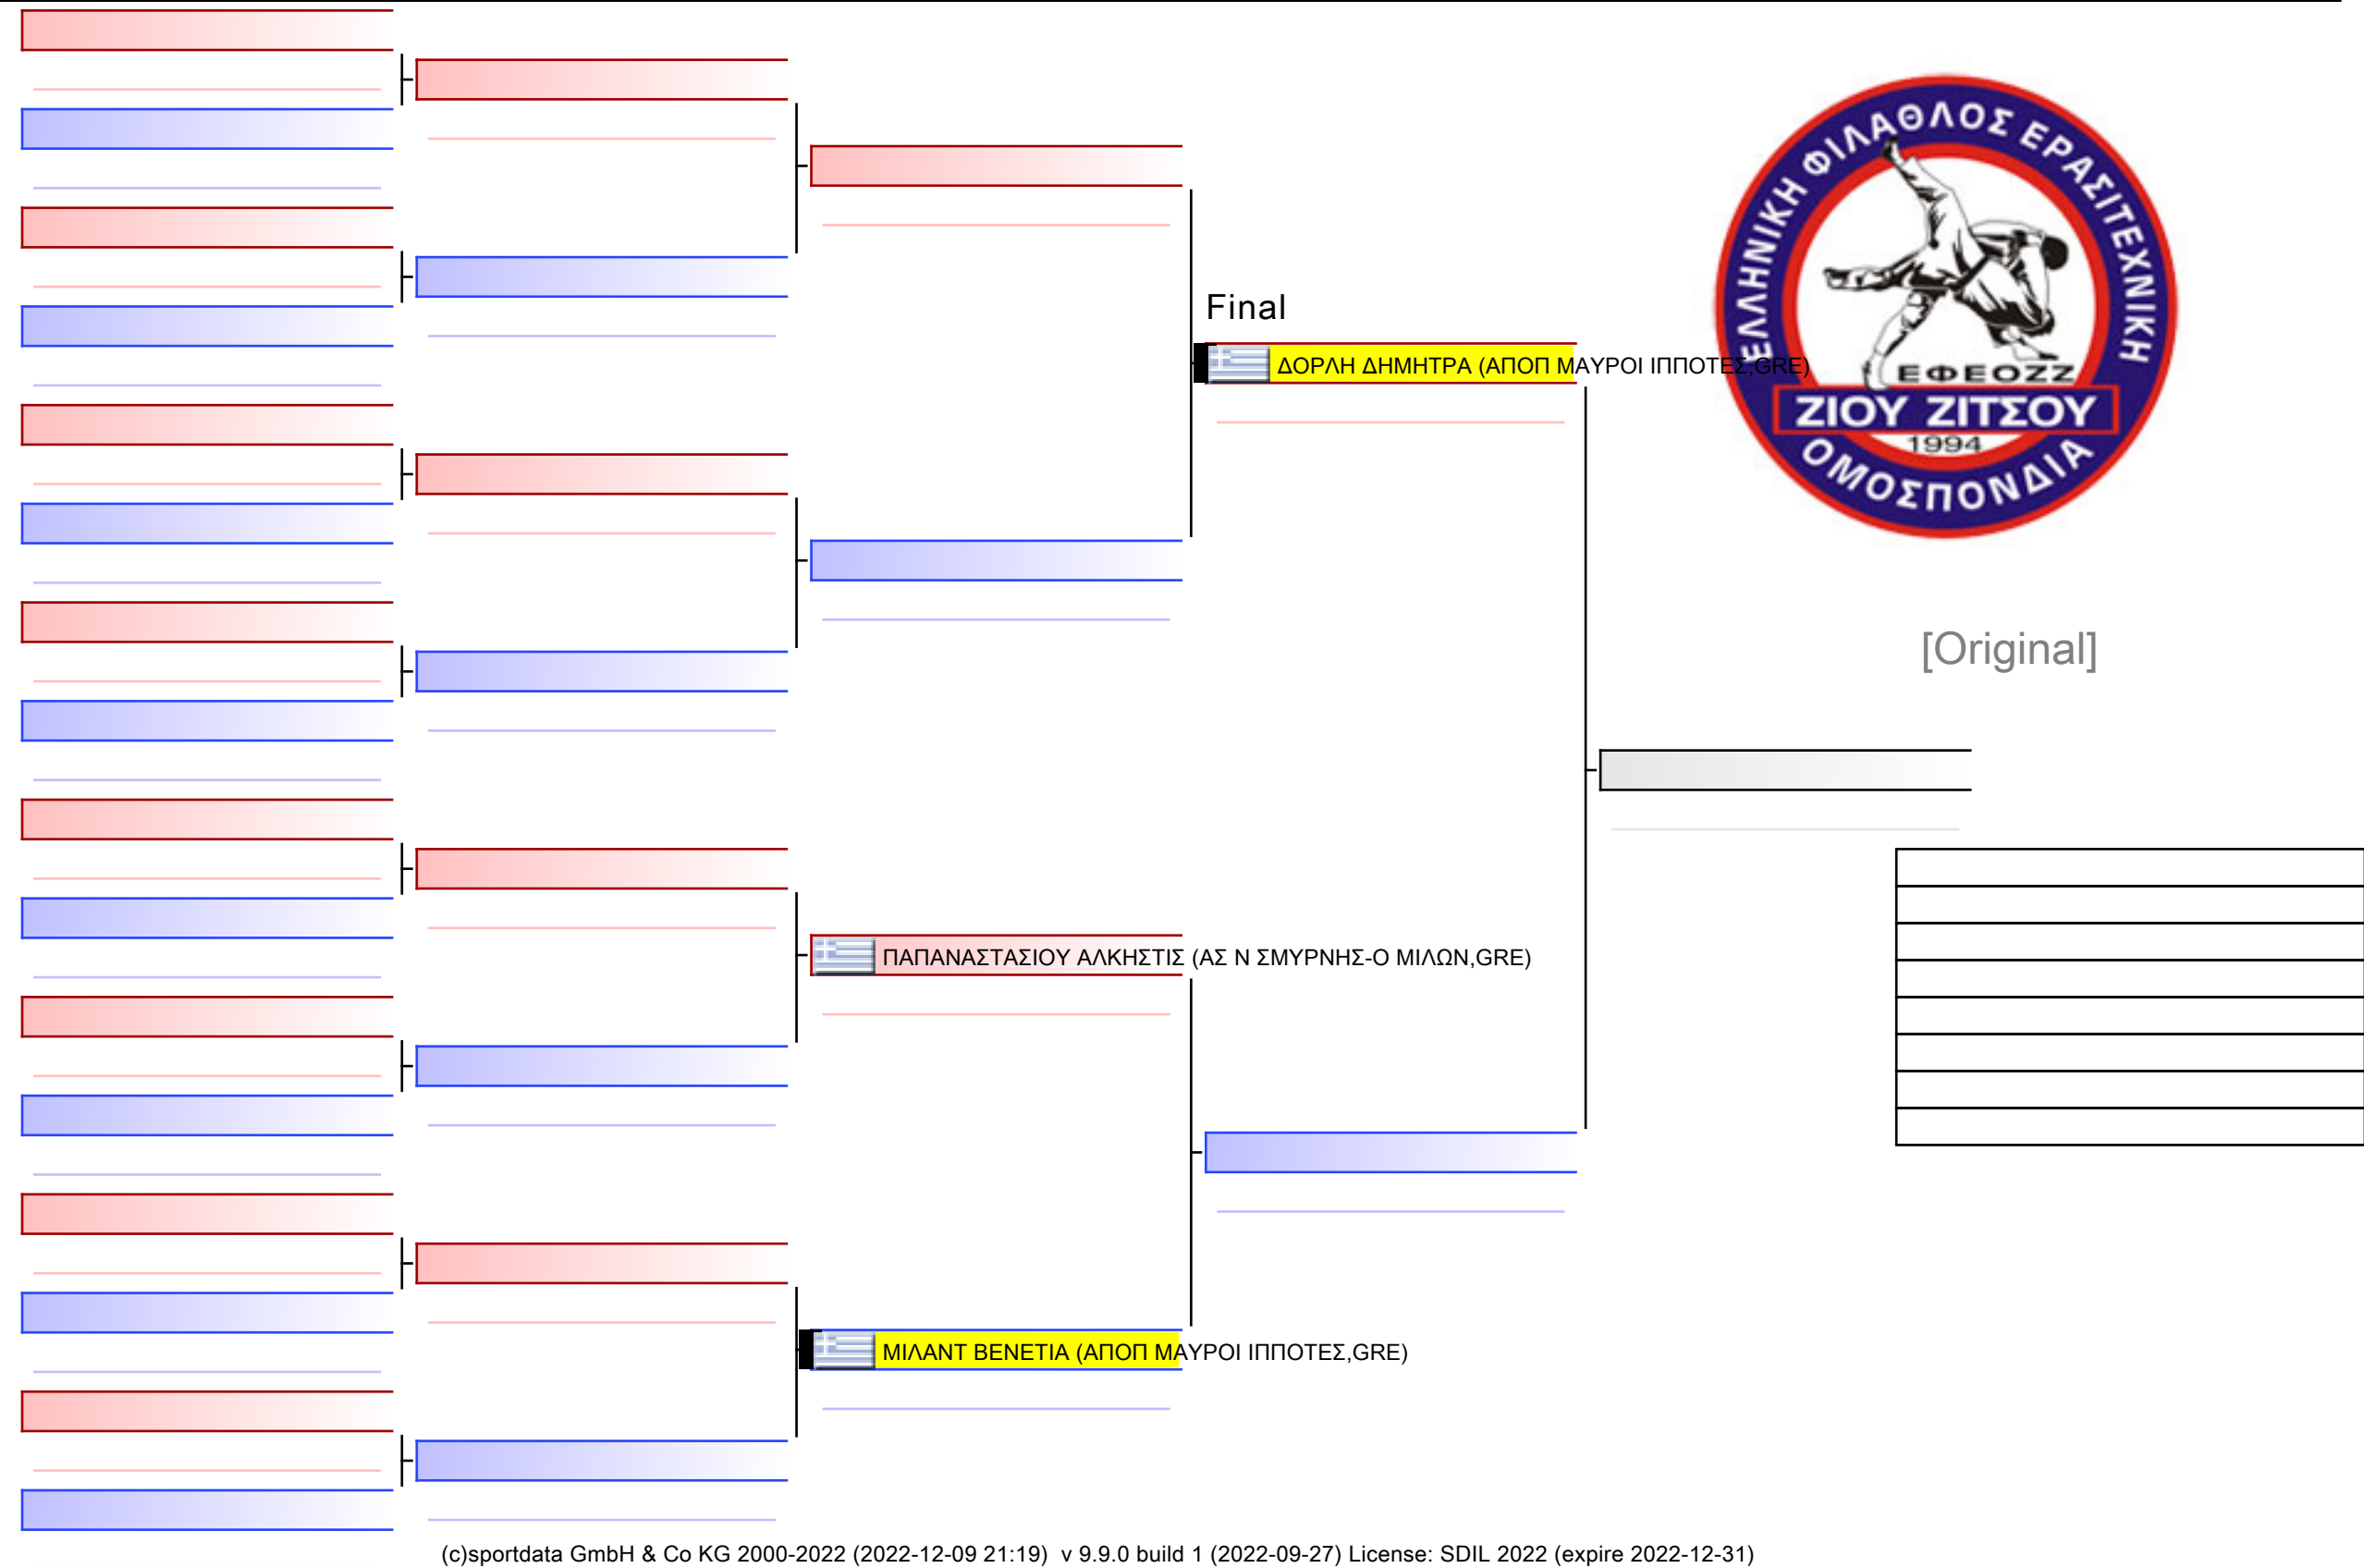 ΕΛΛΗΝΙΚΗ ΦΙΛΑΘΛΟΣ ΕΡΑΣΙΤΕΧΝΙΚΗ
Final
ΔΟΡΛΗ ΔΗΜΗΤΡΑ (ΑΠΟΠ ΜΑΥΡΟΙ ΙΠΠΟΤΕΣ,GRE)
ΕΦΕΟΖΖ
ΖΙΟΥ ΖΙΤΣΟΥ
1994
ΟΜΟΣΠΟΝΔΙΑ
[Original]
ΠΑΠΑΝΑΣΤΑΣΙΟΥ ΑΛΚΗΣΤΙΣ (ΑΣ Ν ΣΜΥΡΝΗΣ-Ο ΜΙΛΩΝ,GRE)
ΜΙΛΑΝΤ ΒΕΝΕΤΙΑ (ΑΠΟΠ ΜΑΥΡΟΙ ΙΠΠΟΤΕΣ,GRE)
(c)sportdata GmbH & Co KG 2000-2022 (2022-12-09 21:19) v 9.9.0 build 1 (2022-09-27) License: SDIL 2022 (expire 2022-12-31)